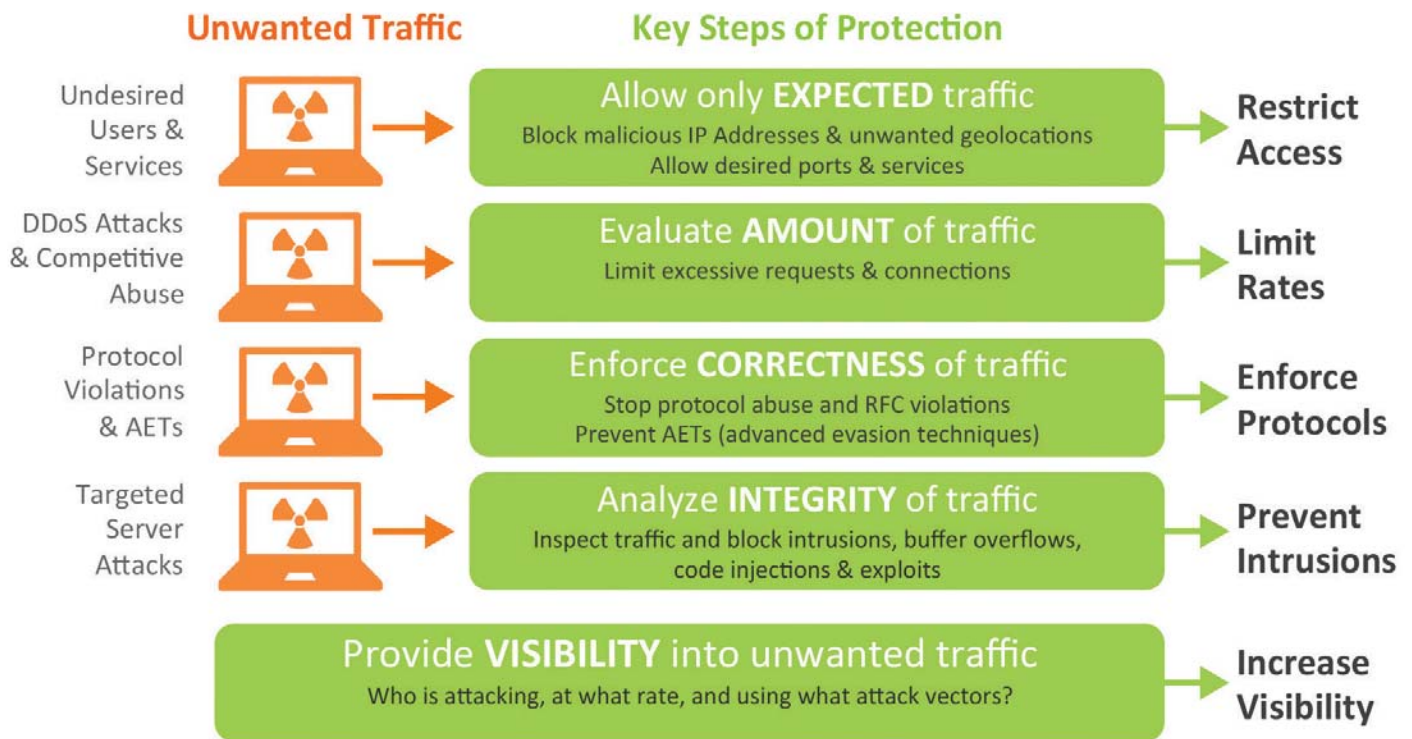 Unwanted Traffic
Key Steps of Protection
Undesired
Users &
Services
Allow only EXPECTED traffic
Block malicious IP Addresses & unwanted geolocations
Allow desired ports & services
Restrict
Access
DDoS Attacks
& Competitive
Abuse
Evaluate AMOUNT of traffic
Limit excessive requests & connections
Limit
Rates
Protocol
Violations
& AETs
Enforce CORRECTNESS of traffic
Stop protocol abuse and RFC violations
Prevent AETs (advanced evasion techniques)
Enforce
Protocols
Targeted
Server
Attacks
Analyze INTEGRITY of traffic
Inspect traffic and block intrusions, buffer overflows,
code injections & exploits
Prevent
Intrusions
Provide VISIBILITY into unwanted traffic
Who is attacking, at what rate, and using what attack vectors?
Increase
Visibility